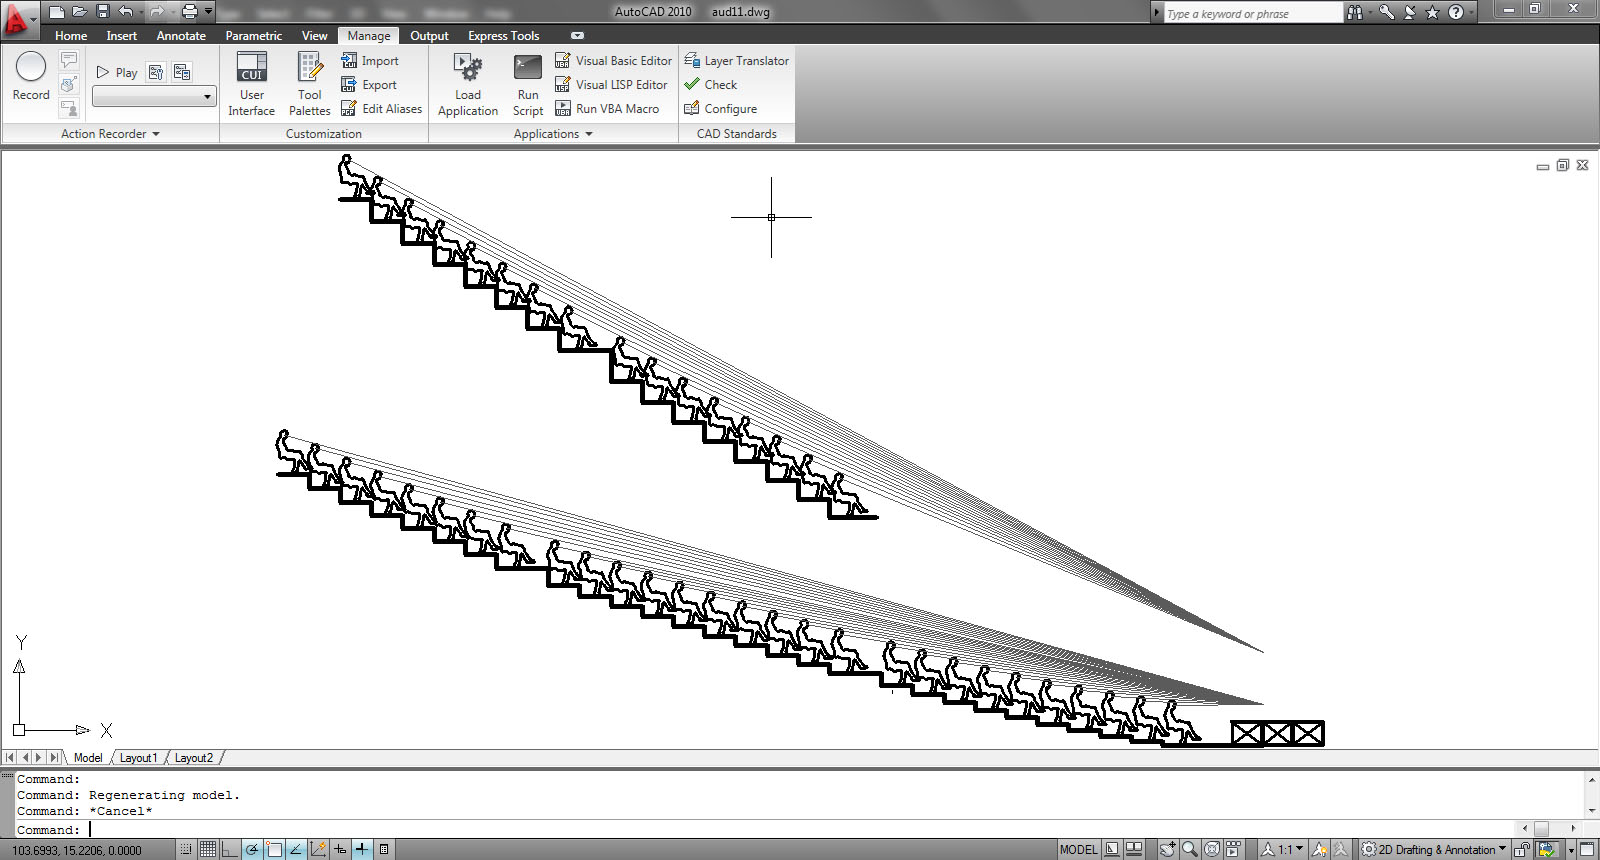 AutoCAD 2010 aud11.dwg
Type a keyword or phrase
Home Insert Annotate Parametric View Manage Output Express Tools
Record
Play
Action Recorder
CUI
User Interface
Tool Palettes
Import
Export
Edit Aliases
Customization
Load Application
Run Script
Visual Basic Editor
Visual LISP Editor
Run VBA Macro
Applications
Layer Translator
Check
Configure
CAD Standards
Y
X
Model Layout1 Layout2
Command:
Command: Regenerating model.
Command: *Cancel*
Command:
103.6993, 15.2206, 0.0000
MODEL
1:1
2D Drafting & Annotation